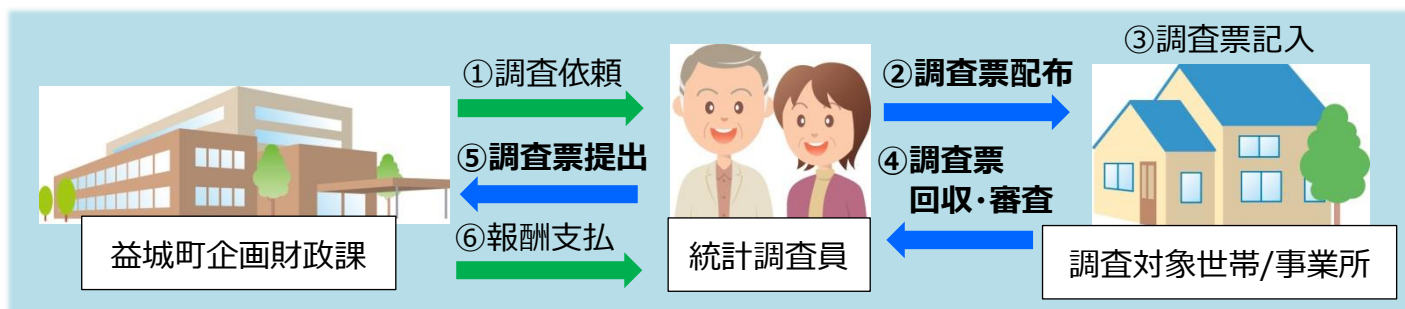 ①調査依頼
②調査票配布
③調査票記入
④調査票
回収・審査
⑤調査票提出
⑥報酬支払
益城町企画財政課
統計調査員
調査対象世帯/事業所